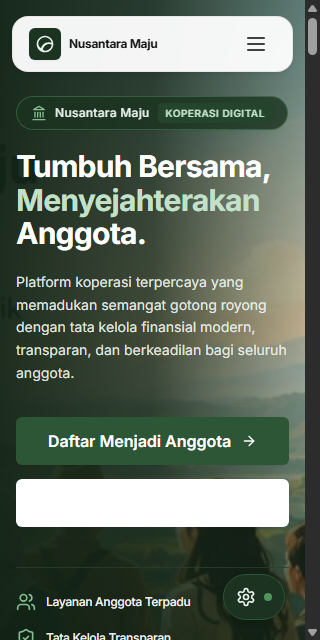 Nusantara Maju
Nusantara Maju KOPERASI DIGITAL
Tumbuh Bersama,
Menyejahterakan
Anggota.
Platform koperasi terpercaya yang
memadukan semangat gotong royong
dengan tata kelola finansial modern,
transparan, dan berkeadilan bagi seluruh
anggota.
Daftar Menjadi Anggota
Layanan Anggota Terpadu
Tata Kelola Transparan